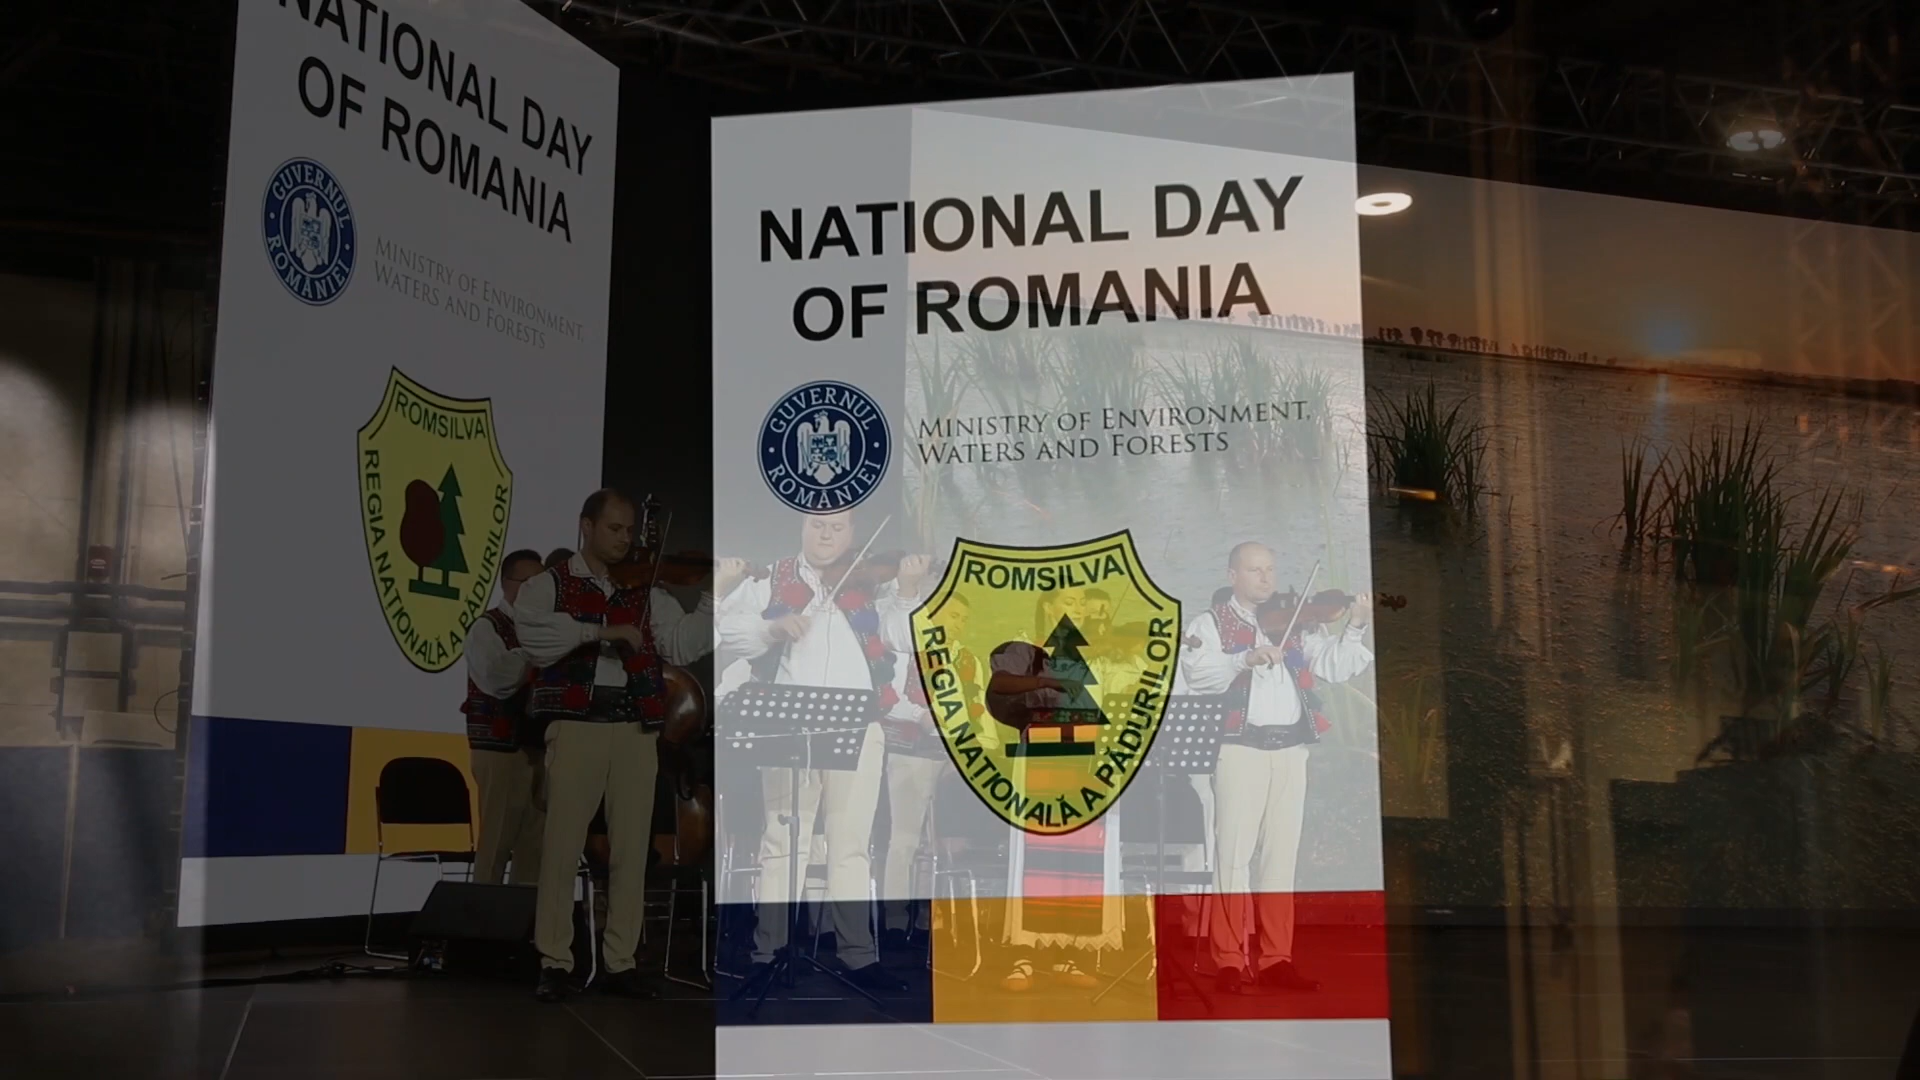 NATIONAL DAY
OF ROMANIA
GUVERNUL
ROMÂNIEI
MINISTRY OF ENVIRONMENT,
WATERS AND FORESTS
ROMSILVA
REGIA NAȚIONALĂ A PĂDURILOR
NATIONAL DAY
OF ROMANIA
GUVERNUL
ROMÂNIEI
MINISTRY OF ENVIRONMENT,
WATERS AND FORESTS
ROMSILVA
REGIA NAȚIONALĂ A PĂDURILOR